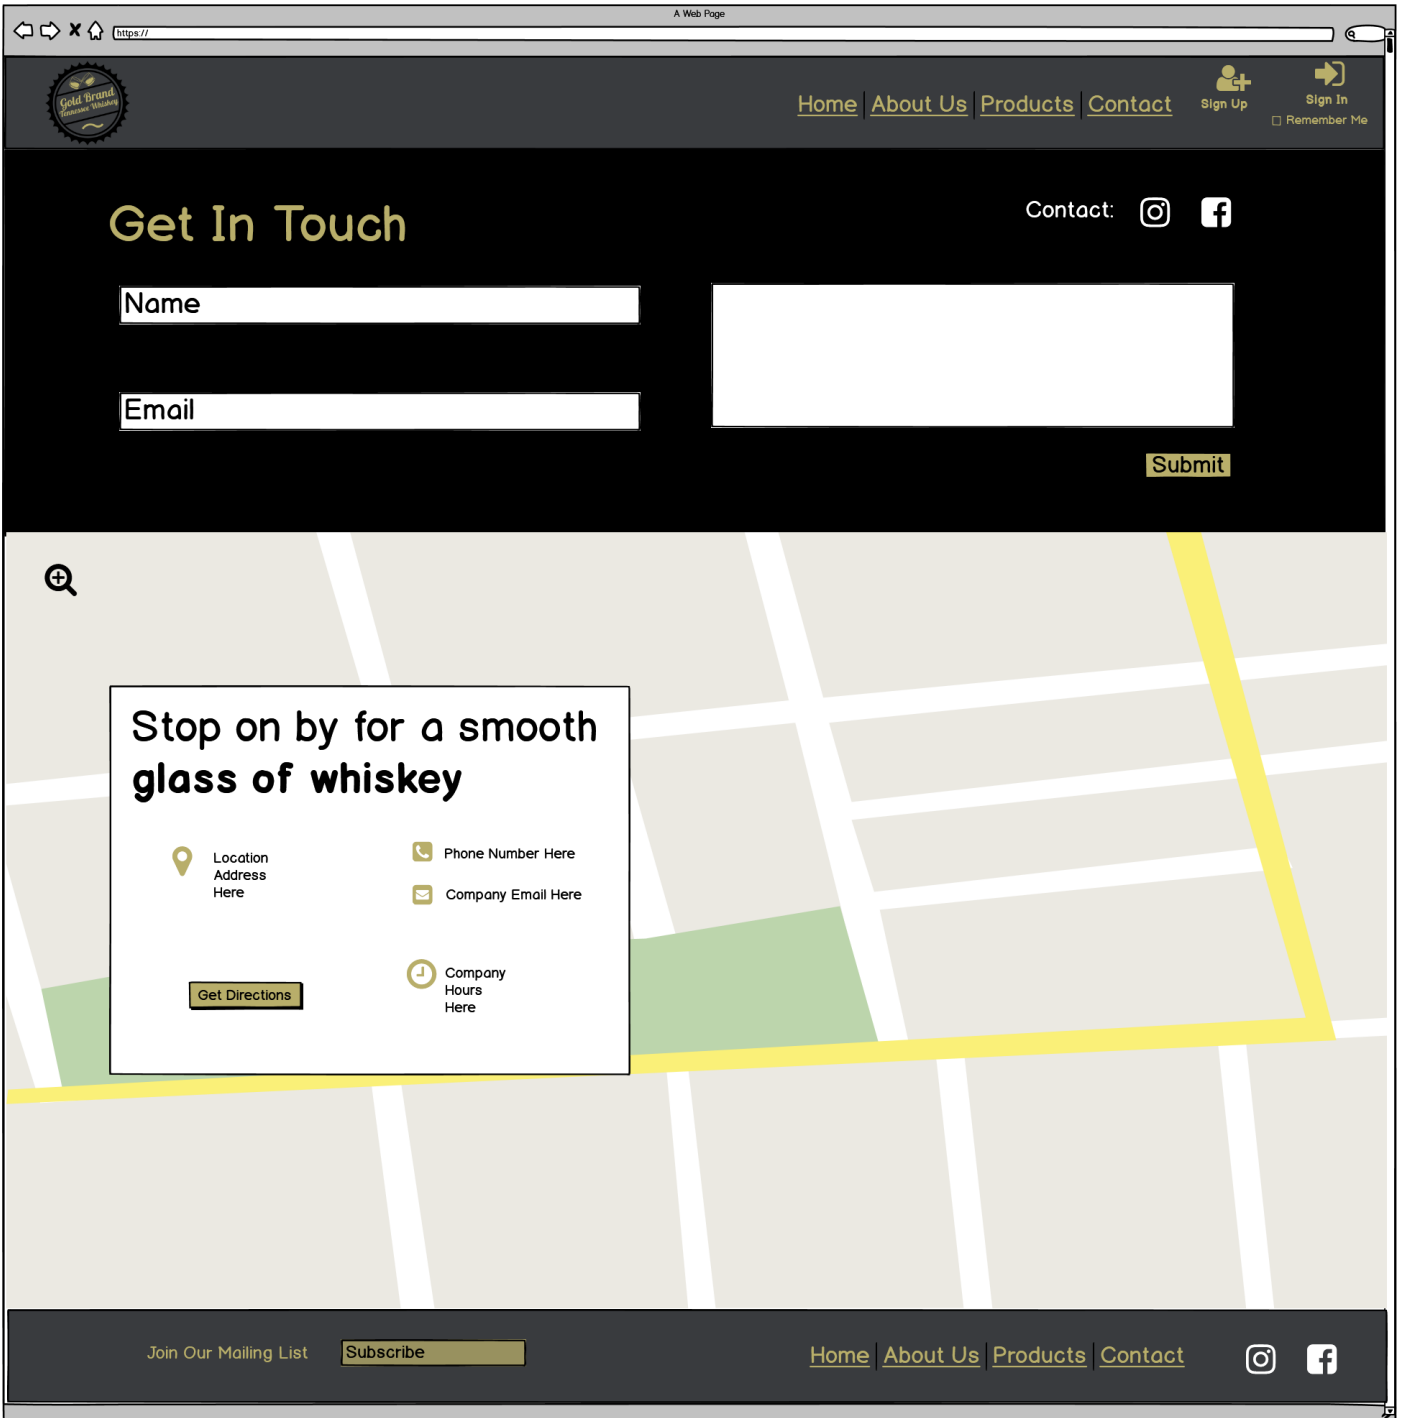 A Web Page
https://
Gold Brand
Tennessee Whiskey
Home About Us Products Contact
Sign Up
Sign In
Remember Me
Get In Touch
Contact:
Name
Email
Submit
Stop on by for a smooth
glass of whiskey
Location
Address
Here
Phone Number Here
Company Email Here
Get Directions
Company
Hours
Here
Join Our Mailing List
Subscribe
Home About Us Products Contact